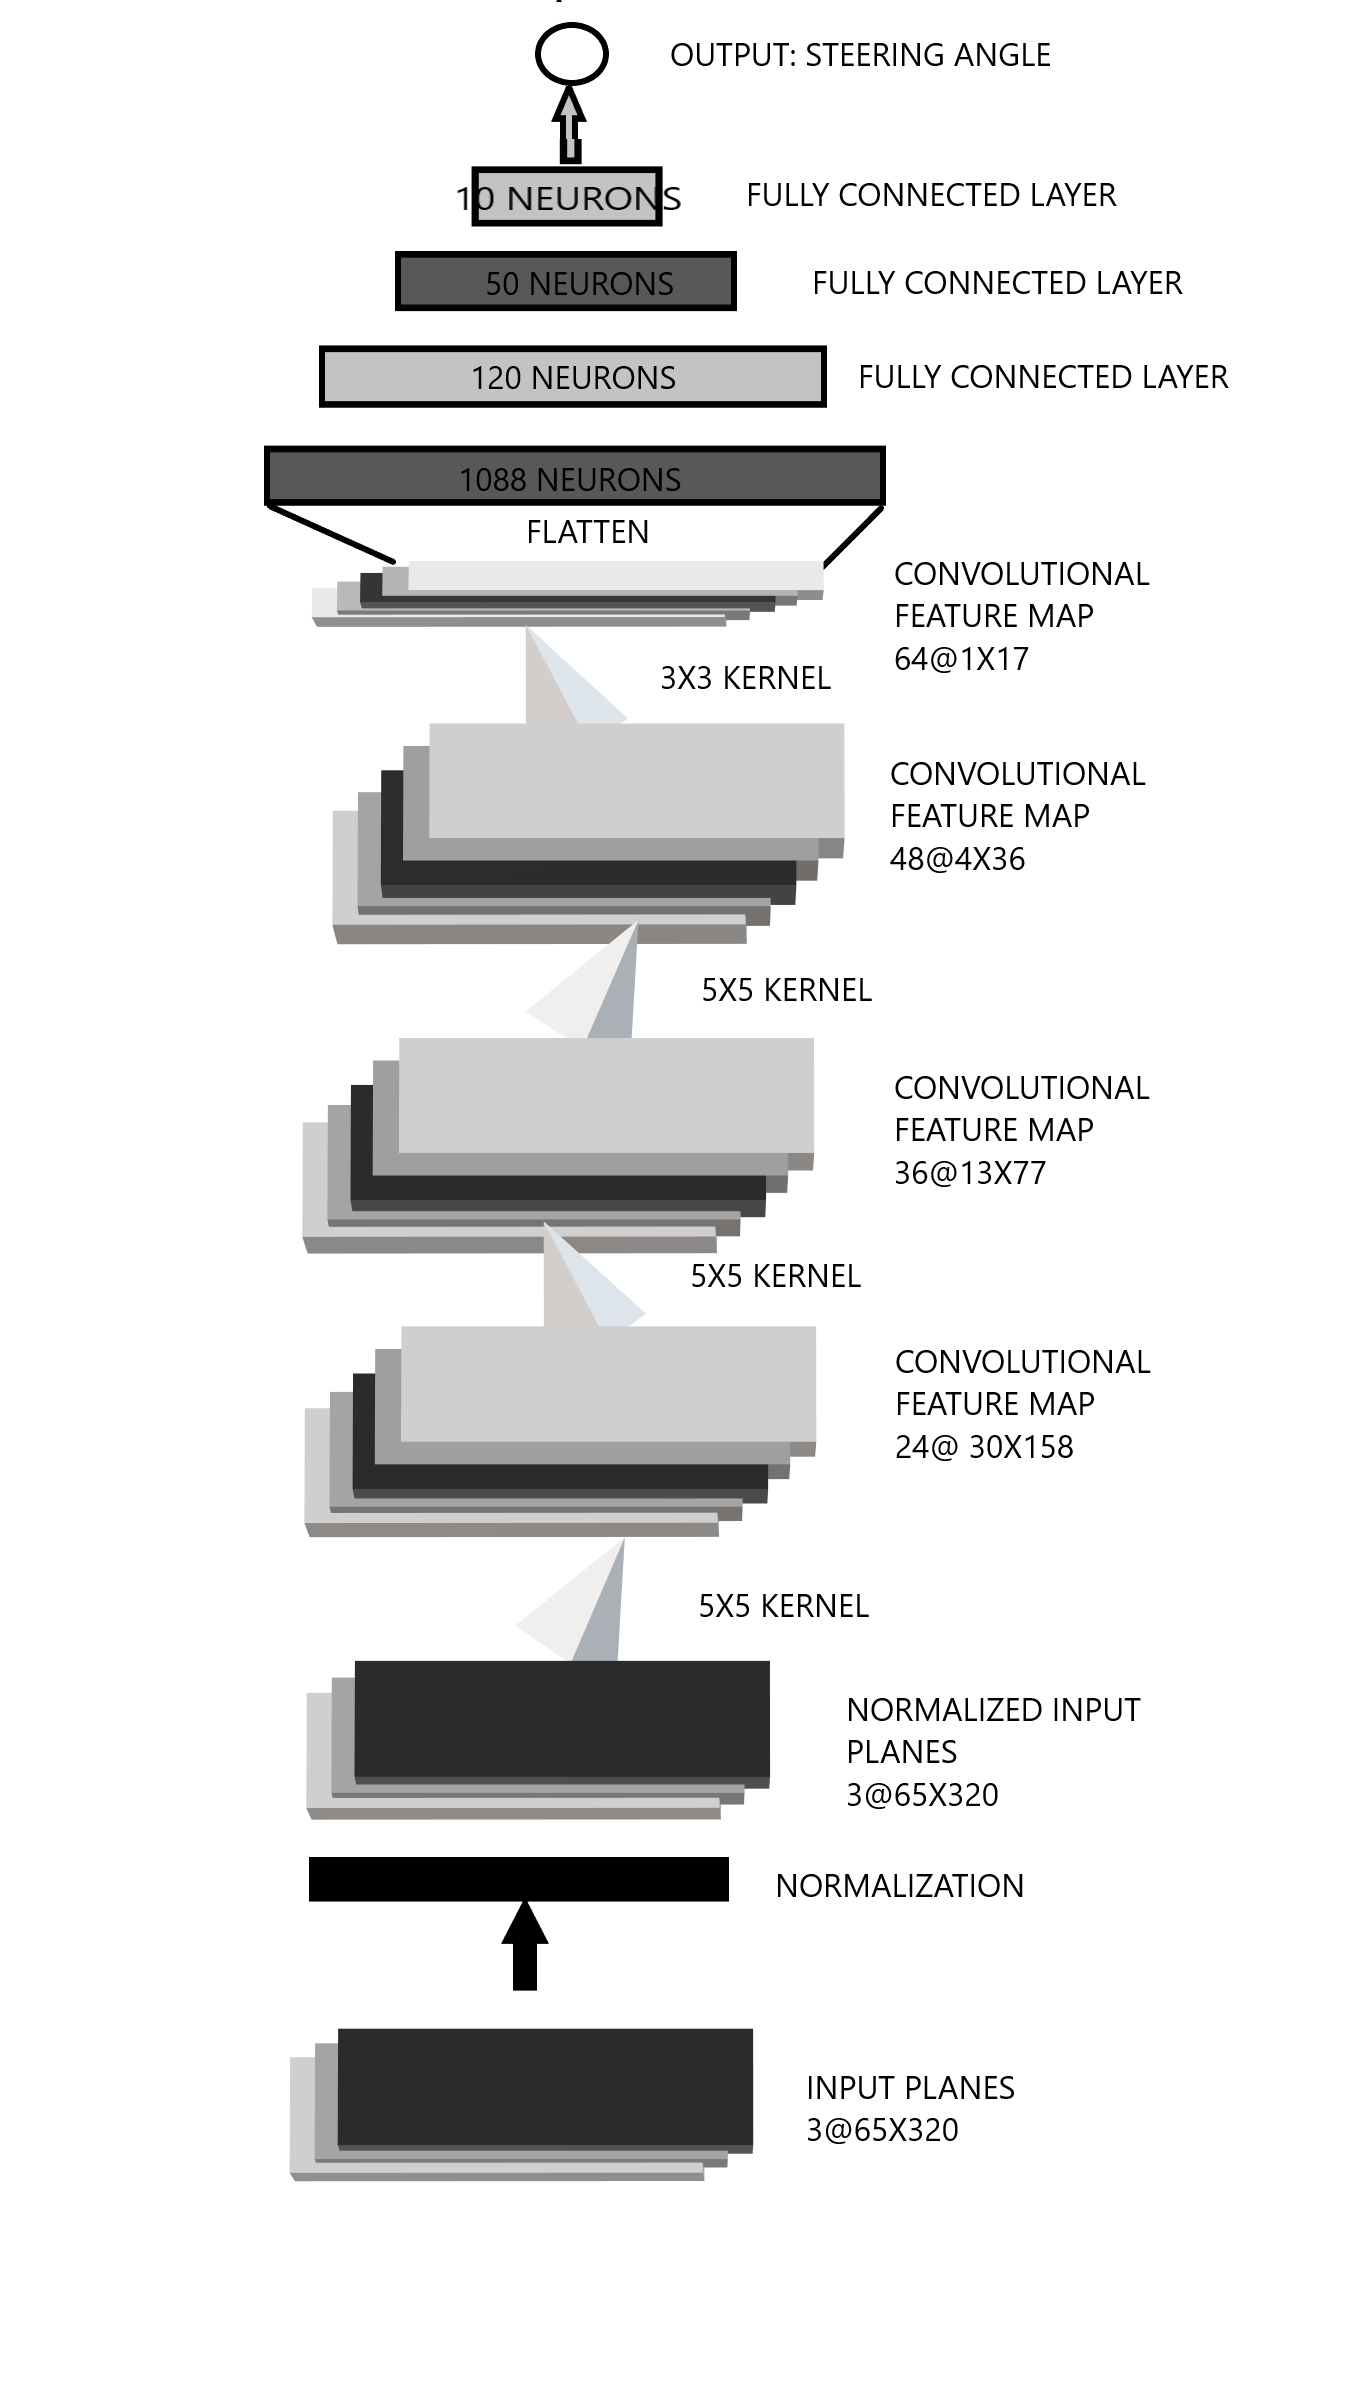 OUTPUT: STEERING ANGLE
10 NEURONS
FULLY CONNECTED LAYER
50 NEURONS
FULLY CONNECTED LAYER
120 NEURONS
FULLY CONNECTED LAYER
1088 NEURONS
FLATTEN
CONVOLUTIONAL
FEATURE MAP
64@1X17
3X3 KERNEL
CONVOLUTIONAL
FEATURE MAP
48@4X36
5X5 KERNEL
CONVOLUTIONAL
FEATURE MAP
36@13X77
5X5 KERNEL
CONVOLUTIONAL
FEATURE MAP
24@ 30X158
5X5 KERNEL
NORMALIZED INPUT
PLANES
3@65X320
NORMALIZATION
INPUT PLANES
3@65X320